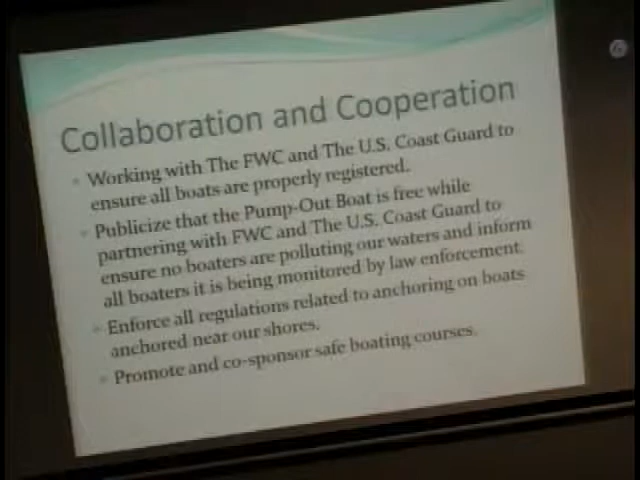 Collaboration and Cooperation
Working with The FWC and The U.S. Coast Guard to
ensure all boats are properly registered.
Publicize that the Pump-Out Boat is free while
partnering with FWC and The U.S. Coast Guard to
ensure no boaters are polluting our waters and inform
all boaters it is being monitored by law enforcement.
Enforce all regulations related to anchoring on boats
anchored near our shores.
Promote and co-sponsor safe boating courses.